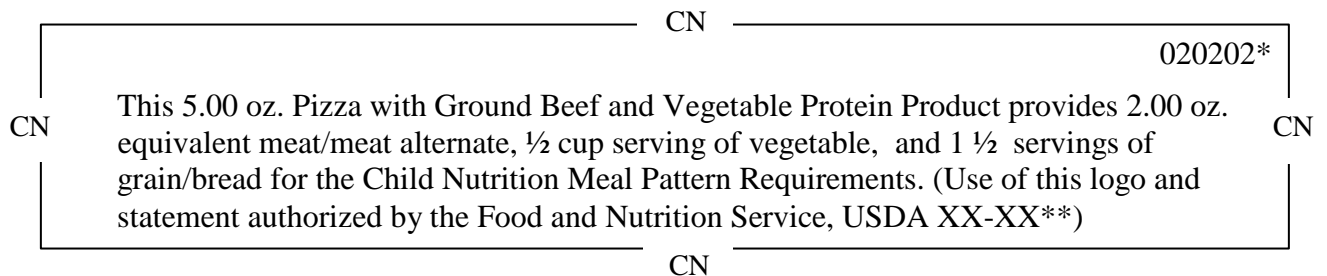 CN
020202*
This 5.00 oz. Pizza with Ground Beef and Vegetable Protein Product provides 2.00 oz.
CN
CN
equivalent meat/meat alternate, ½ cup serving of vegetable, and 1 ½ servings of
grain/bread for the Child Nutrition Meal Pattern Requirements. (Use of this logo and
statement authorized by the Food and Nutrition Service, USDA XX-XX**)
CN